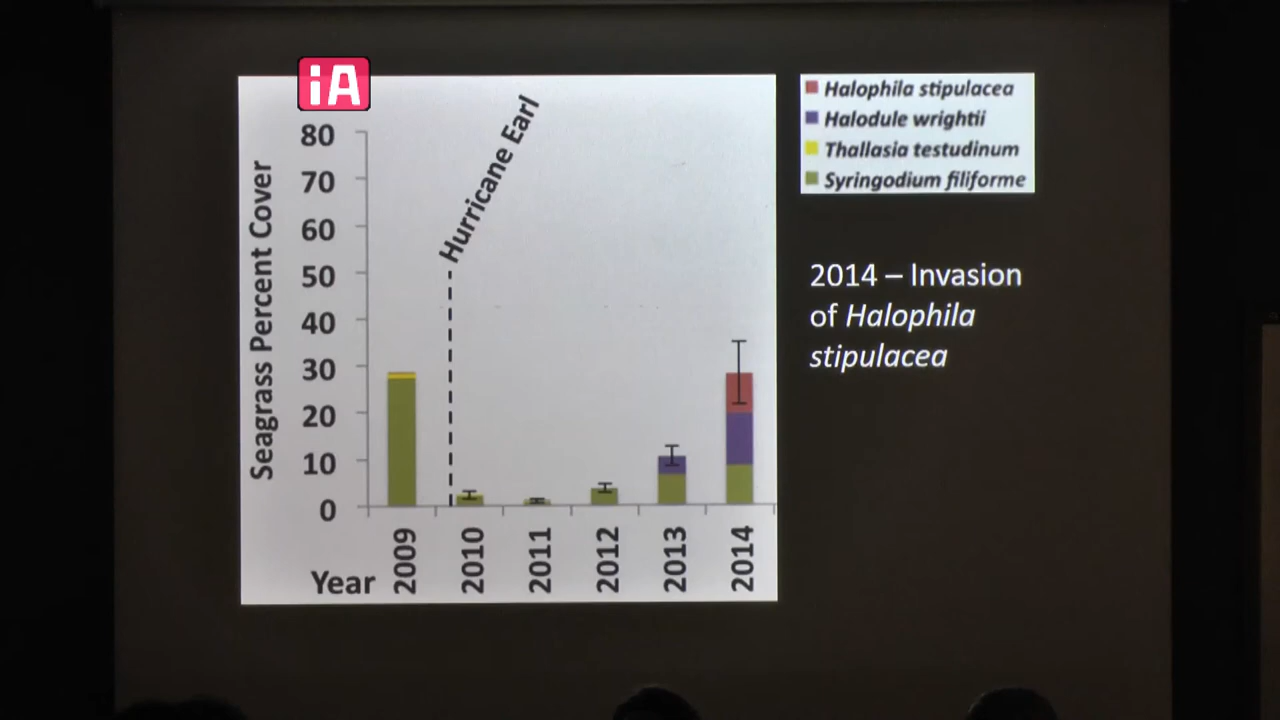 iA
Hurricane Earl
Seagrass Percent Cover
80
70
60
50
40
30
20
10
0
Year
2009
2010
2011
2012
2013
2014
Halophila stipulacea
Halodule wrightii
Thallasia testudinum
Syringodium filiforme
2014 – Invasion
of Halophila
stipulacea